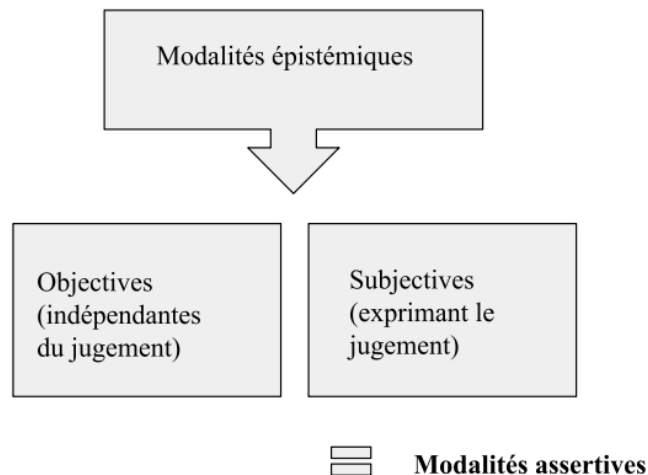 Modalités épistémiques
Objectives
(indépendantes
du jugement)
Subjectives
(exprimant le
jugement)
Modalités assertives